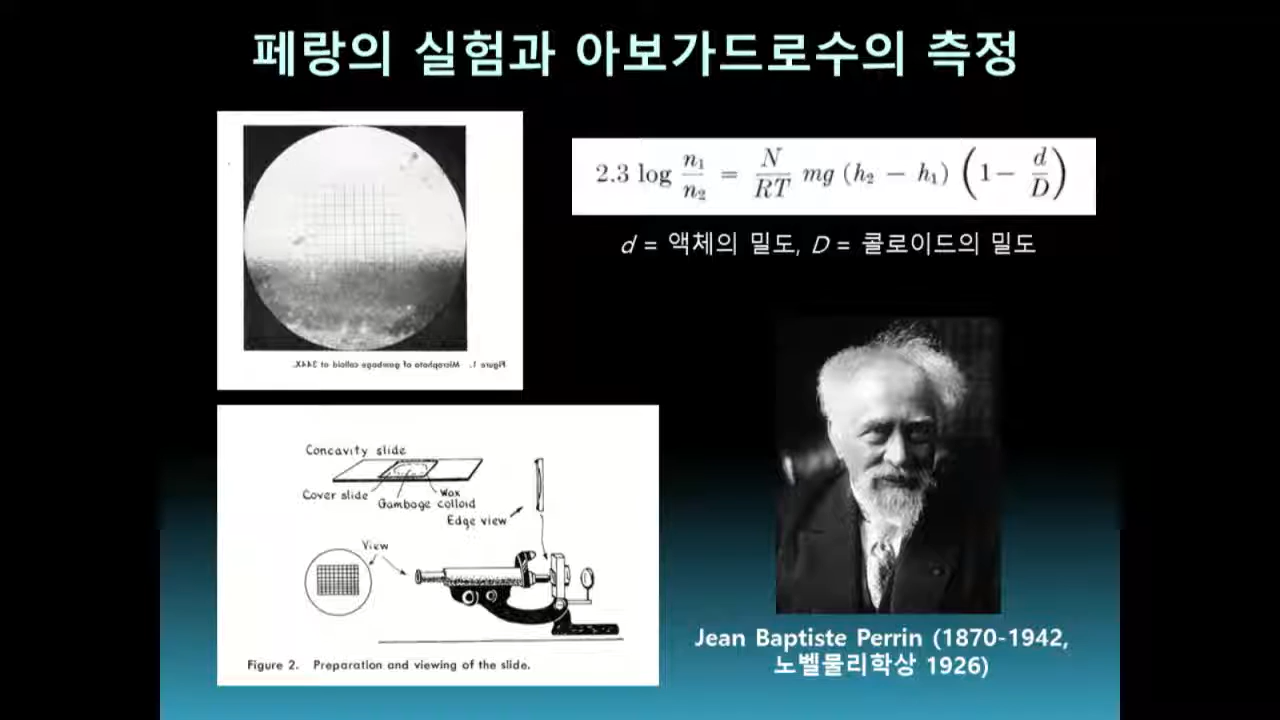 페랑의 실험과 아보가드로수의 측정
2.3 log n₁/n₂ = N/RT mg (h₂ − h₁) (1− d/D)
d = 액체의 밀도, D = 콜로이드의 밀도
Figure 1. Microphoto of gambage colloid at 344X.
Concavity slide
Cover slide
Wax
Gambage colloid
Edge view
View
Figure 2. Preparation and viewing of the slide.
Jean Baptiste Perrin (1870-1942,
노벨물리학상 1926)